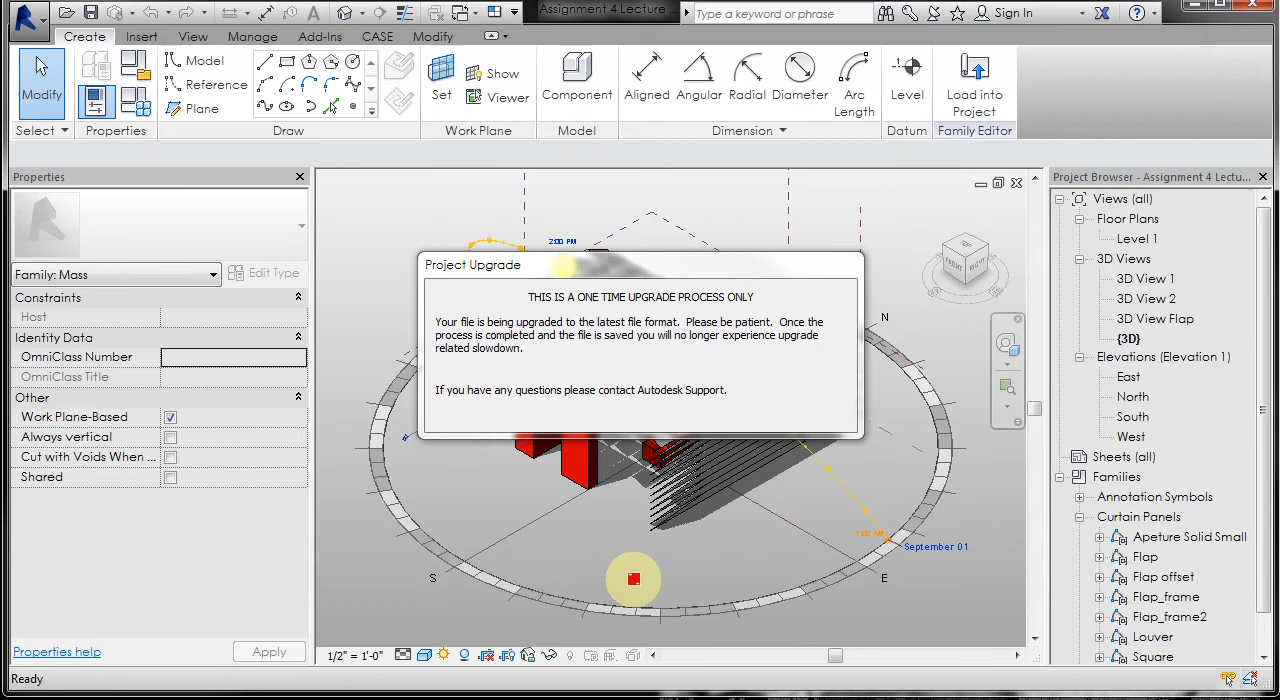 Assignment 4 Lecture ...
Type a keyword or phrase
Sign In
Create
Insert
View
Manage
Add-Ins
CASE
Modify
Modify
Select
Properties
Model
Reference
Plane
Draw
Set
Show
Viewer
Work Plane
Component
Model
Aligned
Angular
Radial
Diameter
Arc
Length
Dimension
Level
Datum
Load into
Project
Family Editor
Properties
Family: Mass
Edit Type
Constraints
Host
Identity Data
OmniClass Number
OmniClass Title
Other
Work Plane-Based
Always vertical
Cut with Voids When ...
Shared
Properties help
Apply
2:00 PM
Project Upgrade
THIS IS A ONE TIME UPGRADE PROCESS ONLY
Your file is being upgraded to the latest file format. Please be patient. Once the
process is completed and the file is saved you will no longer experience upgrade
related slowdown.
If you have any questions please contact Autodesk Support.
TOP
FRONT
RIGHT
N
S
E
September 01
1/2" = 1'-0"
Project Browser - Assignment 4 Lectu...
Views (all)
Floor Plans
Level 1
3D Views
3D View 1
3D View 2
3D View Flap
{3D}
Elevations (Elevation 1)
East
North
South
West
Sheets (all)
Families
Annotation Symbols
Curtain Panels
Apeture Solid Small
Flap
Flap offset
Flap_frame
Flap_frame2
Louver
Square
Ready